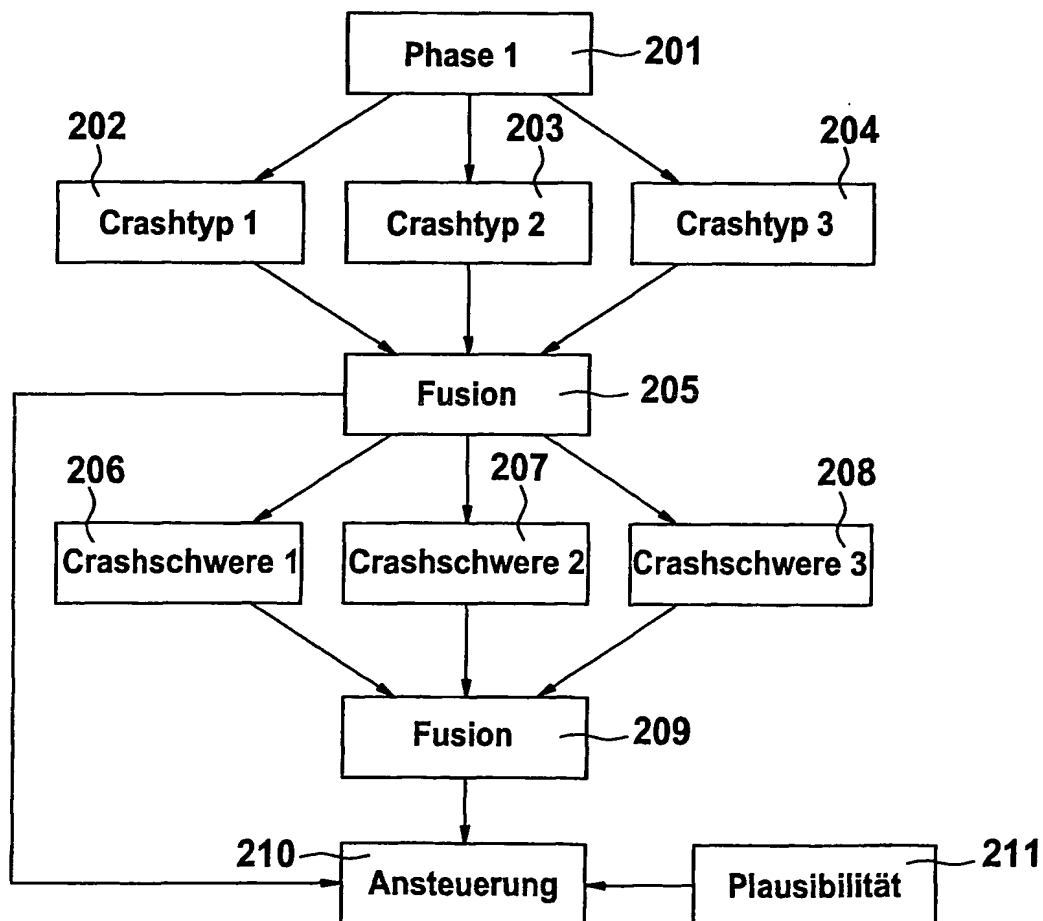 Phase 1
201
202
203
204
Crashtyp 1
Crashtyp 2
Crashtyp 3
Fusion
205
206
207
208
Crashschwere 1
Crashschwere 2
Crashschwere 3
Fusion
209
210
Ansteuerung
Plausibilität
211